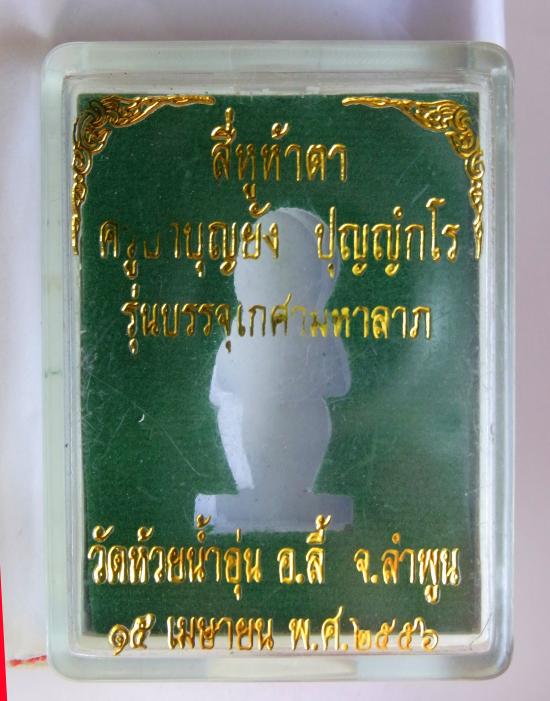 สี่หูห้าตา
ครูบาบุญยัง ปุญญํกโร
รุ่นบรรจุเกศามหาลาภ
วัดห้วยน้ำอุ่น อ.ลี้ จ.ลำพูน
๑๕ เมษายน พ.ศ.๒๕๕๖